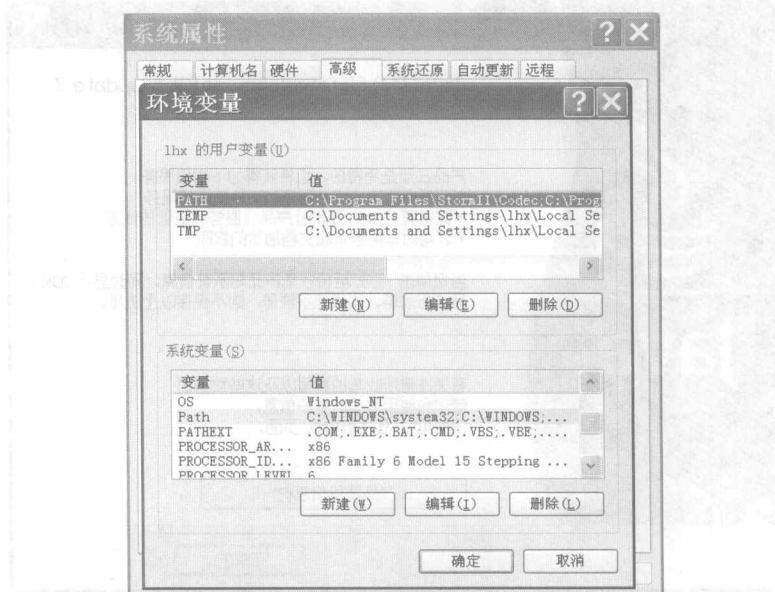 系统属性
常规 计算机名 硬件 高级 系统还原 自动更新 远程
环境变量
lhx 的用户变量(U)
变量 值
PATH C:\Program Files\StormII\Codec;C:\Prog
TEMP C:\Documents and Settings\lhx\Local Se
TMP C:\Documents and Settings\lhx\Local Se
新建(N) 编辑(E) 删除(D)
系统变量(S)
变量 值
OS Windows_NT
Path C:\WINDOWS\system32;C:\WINDOWS;...
PATHEXT .COM;.EXE;.BAT;.CMD;.VBS;.VBE;....
PROCESSOR_AR... x86
PROCESSOR_ID... x86 Family 6 Model 15 Stepping ...
PROCESSOR_LEVEL 6
新建(W) 编辑(I) 删除(L)
确定 取消